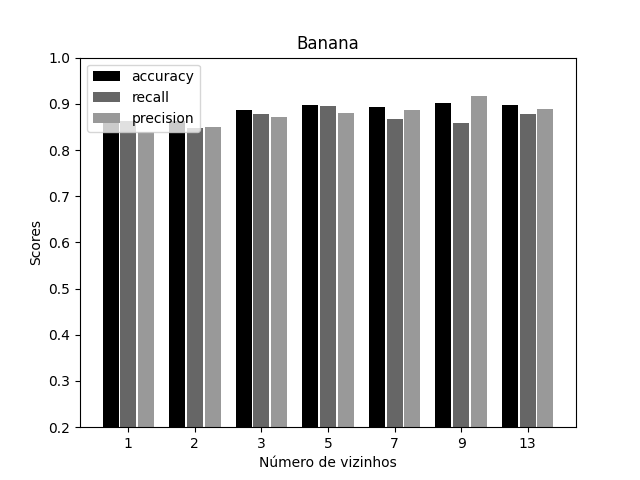 Banana
accuracy
recall
precision
1.0
0.9
0.8
0.7
0.6
0.5
0.4
0.3
0.2
Scores
1 2 3 5 7 9 13
Número de vizinhos